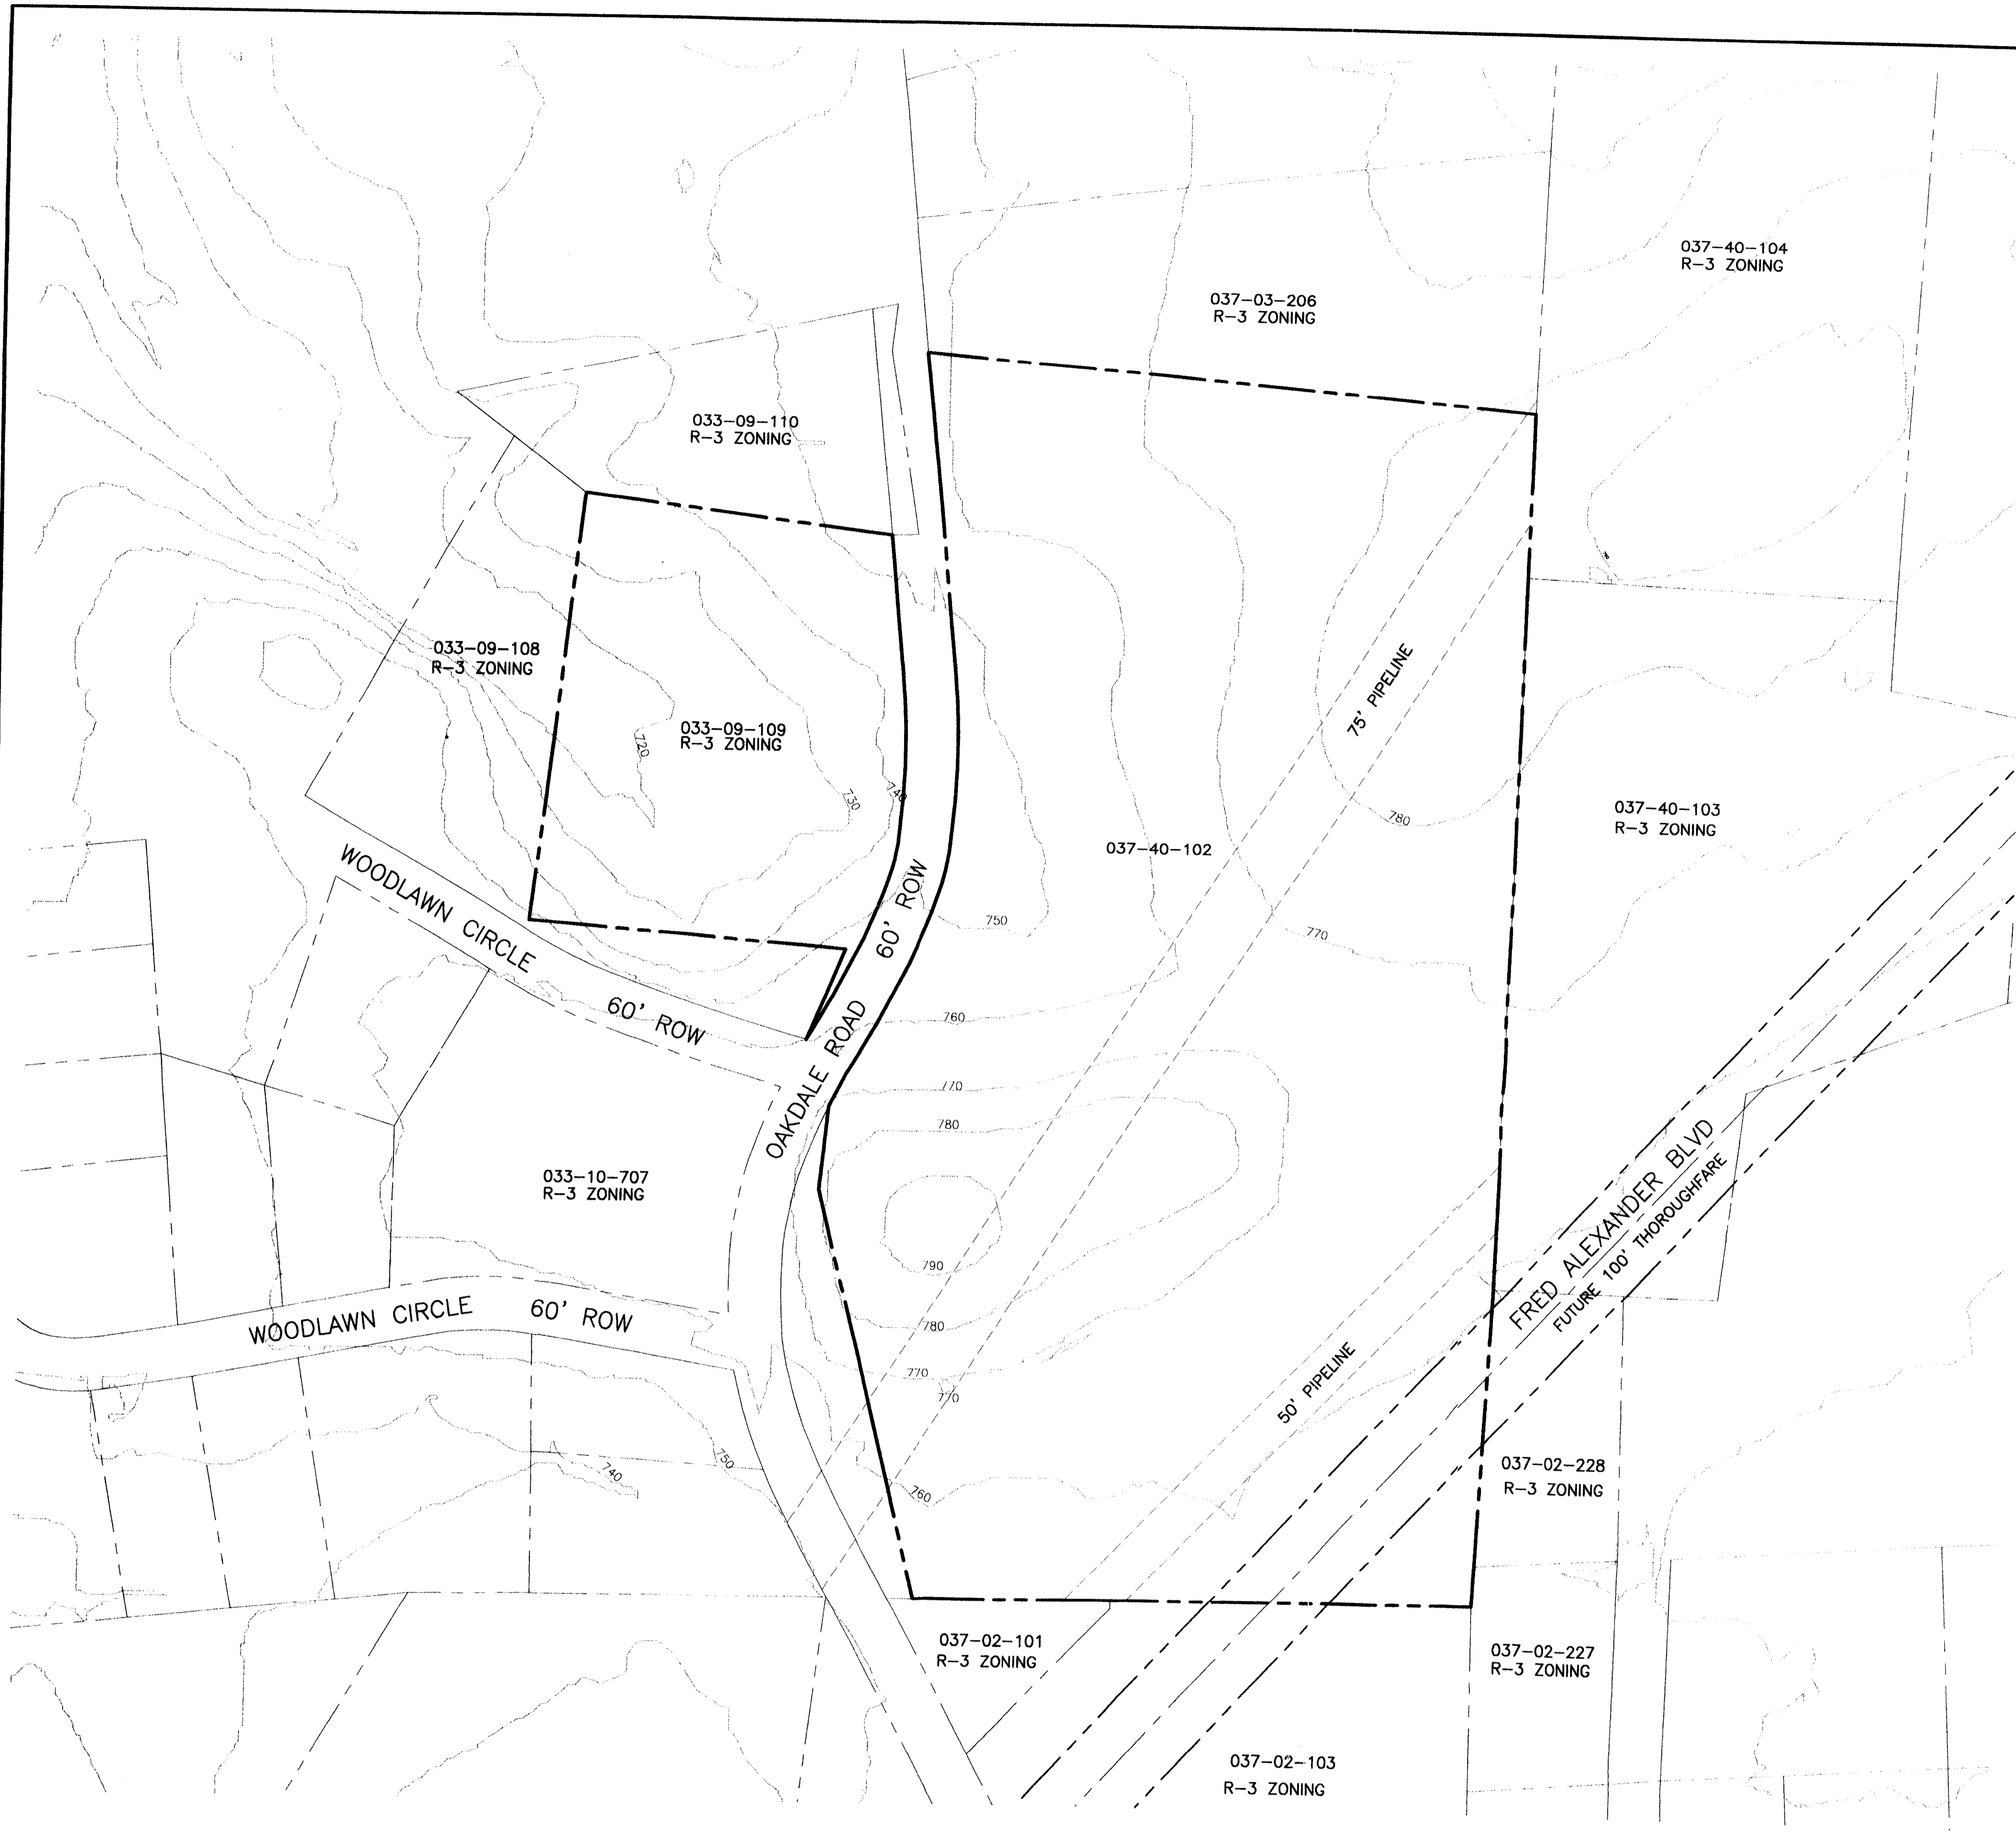 037-40-104
R-3 ZONING
037-03-206
R-3 ZONING
033-09-110
R-3 ZONING
033-09-108
R-3 ZONING
75' PIPELINE
033-09-109
R-3 ZONING
720
730
740
780
037-40-103
R-3 ZONING
037-40-102
WOODLAWN CIRCLE
60' ROW
60' ROW
OAKDALE ROAD
750
770
760
770
780
033-10-707
R-3 ZONING
FRED ALEXANDER BLVD
FUTURE 100' THOROUGHFARE
790
WOODLAWN CIRCLE 60' ROW
780
770
770
50' PIPELINE
750
740
760
037-02-228
R-3 ZONING
037-02-101
R-3 ZONING
037-02-227
R-3 ZONING
037-02-103
R-3 ZONING